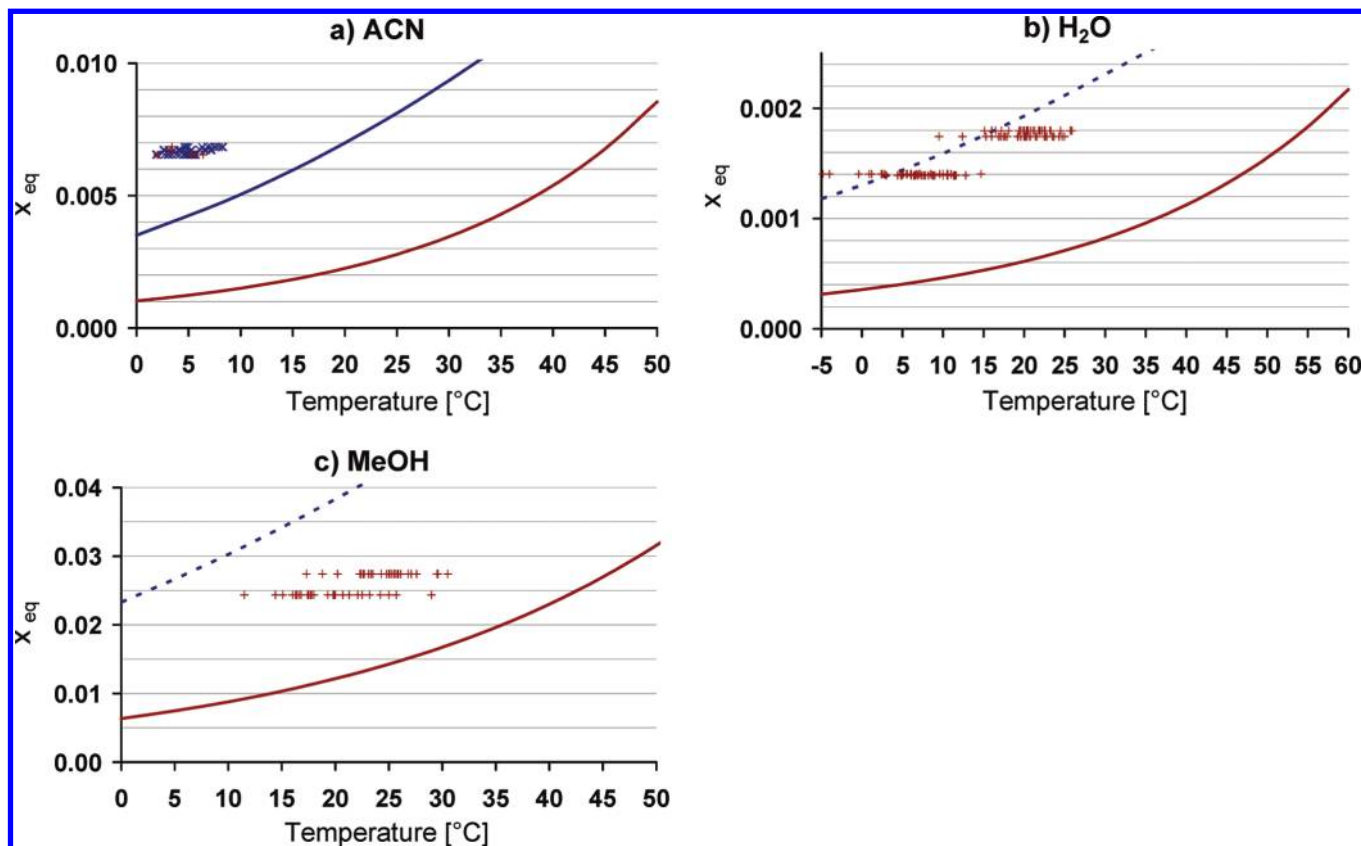 a) ACN
0.010
0.005
0.000
x eq
0 5 10 15 20 25 30 35 40 45 50
Temperature [°C]
b) H₂O
0.002
0.001
0.000
x eq
-5 0 5 10 15 20 25 30 35 40 45 50 55 60
Temperature [°C]
c) MeOH
0.04
0.03
0.02
0.01
0.00
x eq
0 5 10 15 20 25 30 35 40 45 50
Temperature [°C]